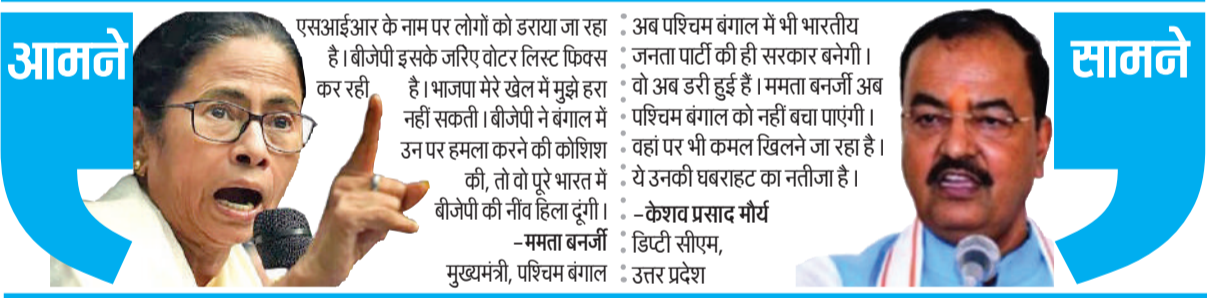 आमने
एसआईआर के नाम पर लोगों को डराया जा रहा
है। बीजेपी इसके जरिए वोटर लिस्ट फिक्स
कर रही है। भाजपा मेरे खेल में मुझे हरा
नहीं सकती। बीजेपी ने बंगाल में
उन पर हमला करने की कोशिश
की, तो वो पूरे भारत में
बीजेपी की नींव हिला दूंगी।
–ममता बनर्जी
मुख्यमंत्री, पश्चिम बंगाल
अब पश्चिम बंगाल में भी भारतीय
जनता पार्टी की ही सरकार बनेगी।
वो अब डरी हुई हैं। ममता बनर्जी अब
पश्चिम बंगाल को नहीं बचा पाएंगी।
वहां पर भी कमल खिलने जा रहा है।
ये उनकी घबराहट का नतीजा है।
–केशव प्रसाद मौर्य
डिप्टी सीएम,
उत्तर प्रदेश
सामने